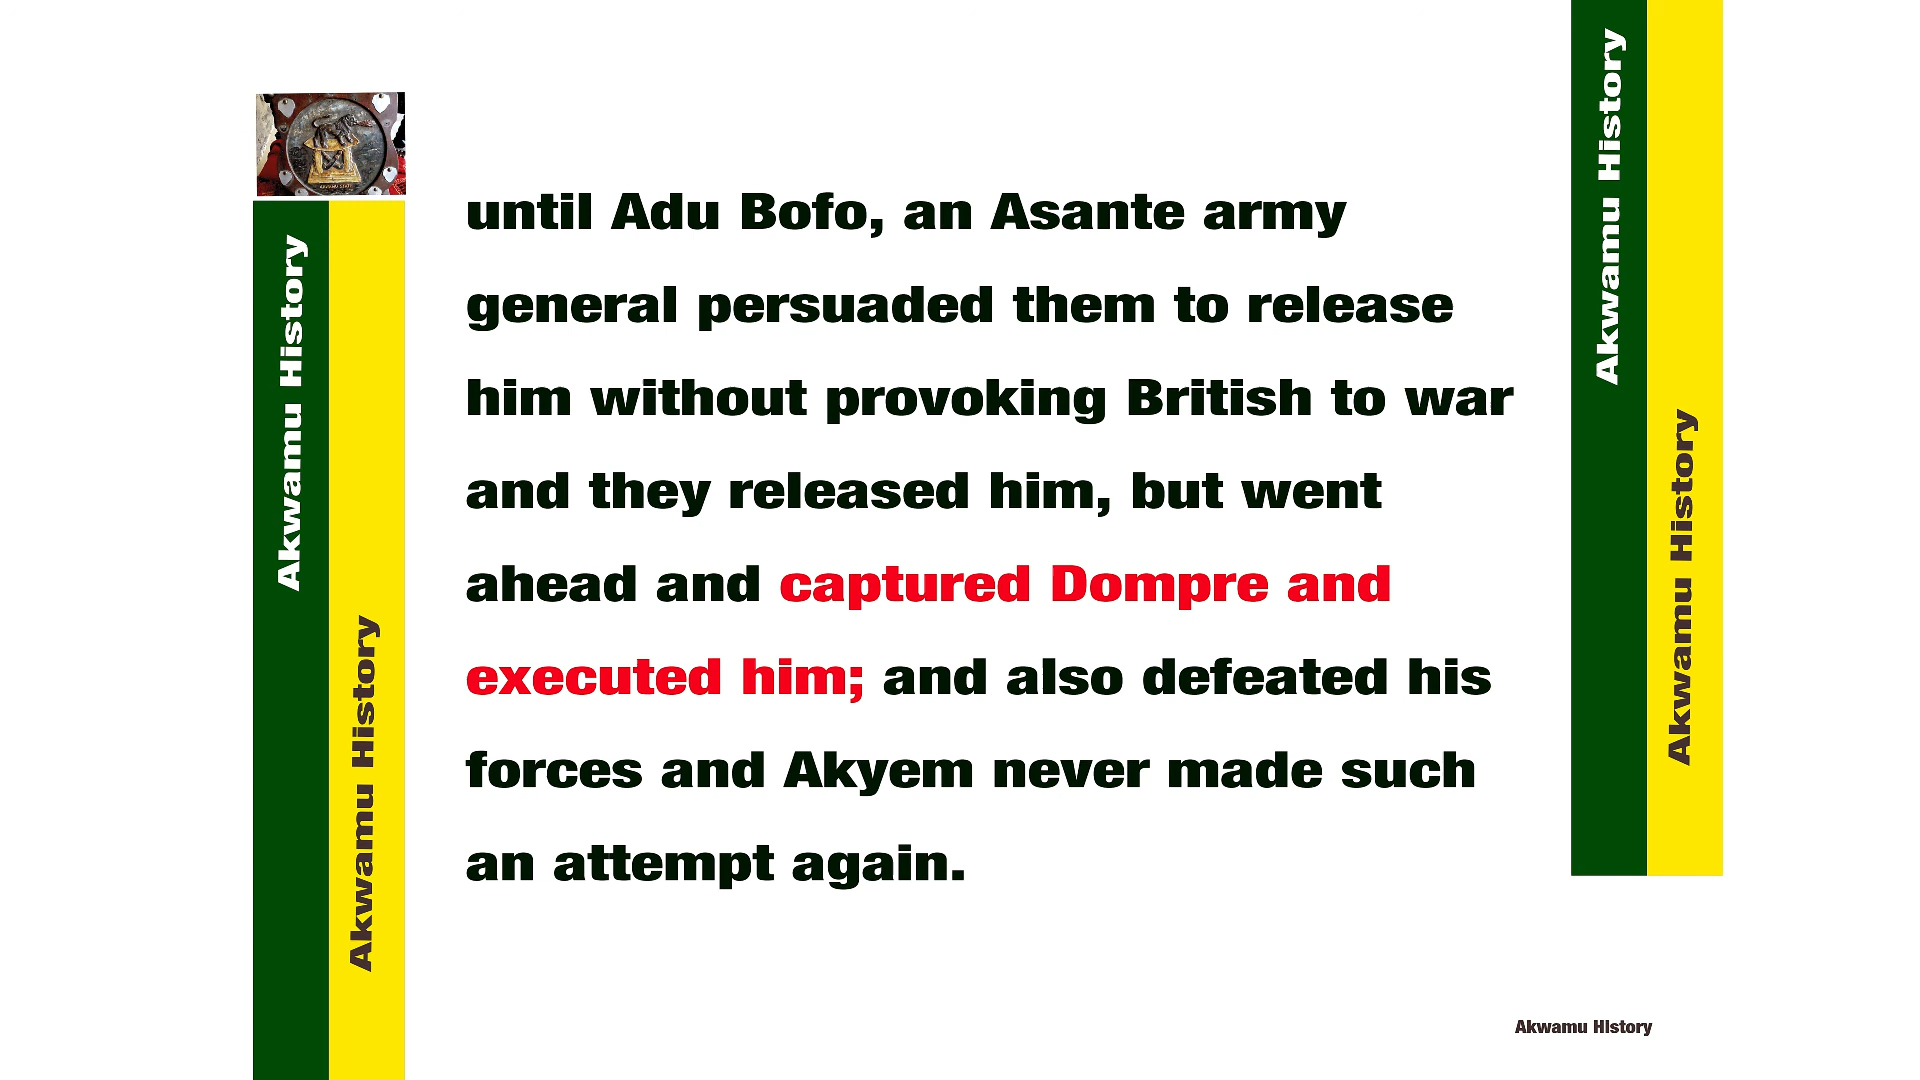 until Adu Bofo, an Asante army
general persuaded them to release
him without provoking British to war
and they released him, but went
ahead and captured Dompre and
executed him; and also defeated his
forces and Akyem never made such
an attempt again.
Akwamu History
Akwamu History
Akwamu History
Akwamu History
Akwamu History